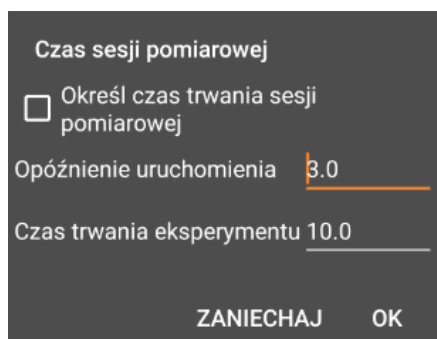 Czas sesji pomiarowej
Określ czas trwania sesji
pomiarowej
Opóźnienie uruchomienia 3.0
Czas trwania eksperymentu 10.0
ZANIECHAJ OK